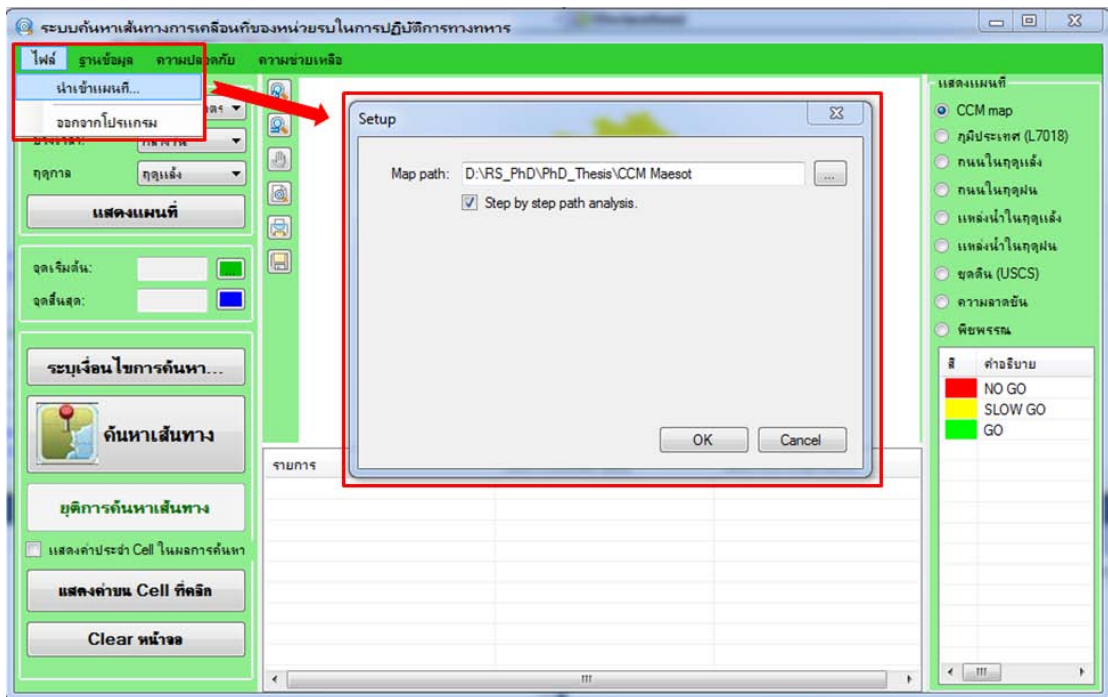 ระบบค้นหาเส้นทางการเคลื่อนที่ของหน่วยรบในการปฏิบัติการทางทหาร
ไฟล์ ฐานข้อมูล ความปลอดภัย ความช่วยเหลือ
นำเข้าแผนที่...
ออกจากโปรแกรม
ฤดูกาล ฤดูแล้ง
แสดงแผนที่
จุดเริ่มต้น: ...
จุดสิ้นสุด:
ระบุเงื่อนไขการค้นหา...
ค้นหาเส้นทาง
ยุติการค้นหาเส้นทาง
แสดงค่าประจำ Cell ในผลการค้นหา
แสดงค่าบน Cell ที่คลิก
Clear หน้าจอ
Setup
Map path: D:\RS_PhD\PhD_Thesis\CCM Maesot ...
Step by step path analysis.
OK Cancel
รายการ
แสดงแผนที่
CCM map
ภูมิประเทศ (L7018)
ถนนในฤดูแล้ง
ถนนในฤดูฝน
แหล่งน้ำในฤดูแล้ง
แหล่งน้ำในฤดูฝน
ชุดดิน (USCS)
ความลาดชัน
พืชพรรณ
สี คำอธิบาย
NO GO
SLOW GO
GO